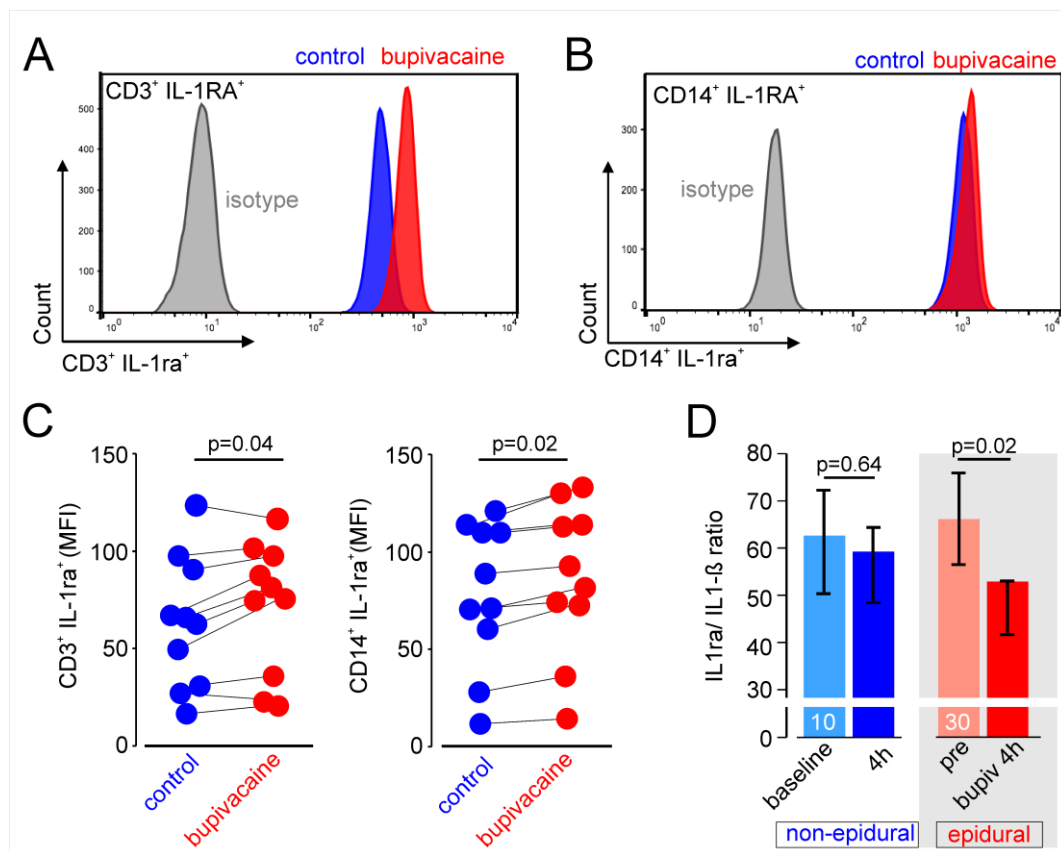 A
control bupivacaine
CD3⁺ IL-1RA⁺
isotype
500
400
300
200
100
0
10⁰ 10¹ 10² 10³ 10⁴
Count
CD3⁺ IL-1ra⁺
B
control bupivacaine
CD14⁺ IL-1RA⁺
isotype
300
200
100
0
10⁰ 10¹ 10² 10³ 10⁴
Count
CD14⁺ IL-1ra⁺
C
p=0.04
150
100
50
0
CD3⁺ IL-1ra⁺ (MFI)
control
bupivacaine
p=0.02
150
100
50
0
CD14⁺ IL-1ra⁺ (MFI)
control
bupivacaine
D
p=0.64
p=0.02
80
70
60
50
40
30
0
IL1ra/ IL1-ß ratio
10
30
baseline
4h
pre
bupiv 4h
non-epidural
epidural